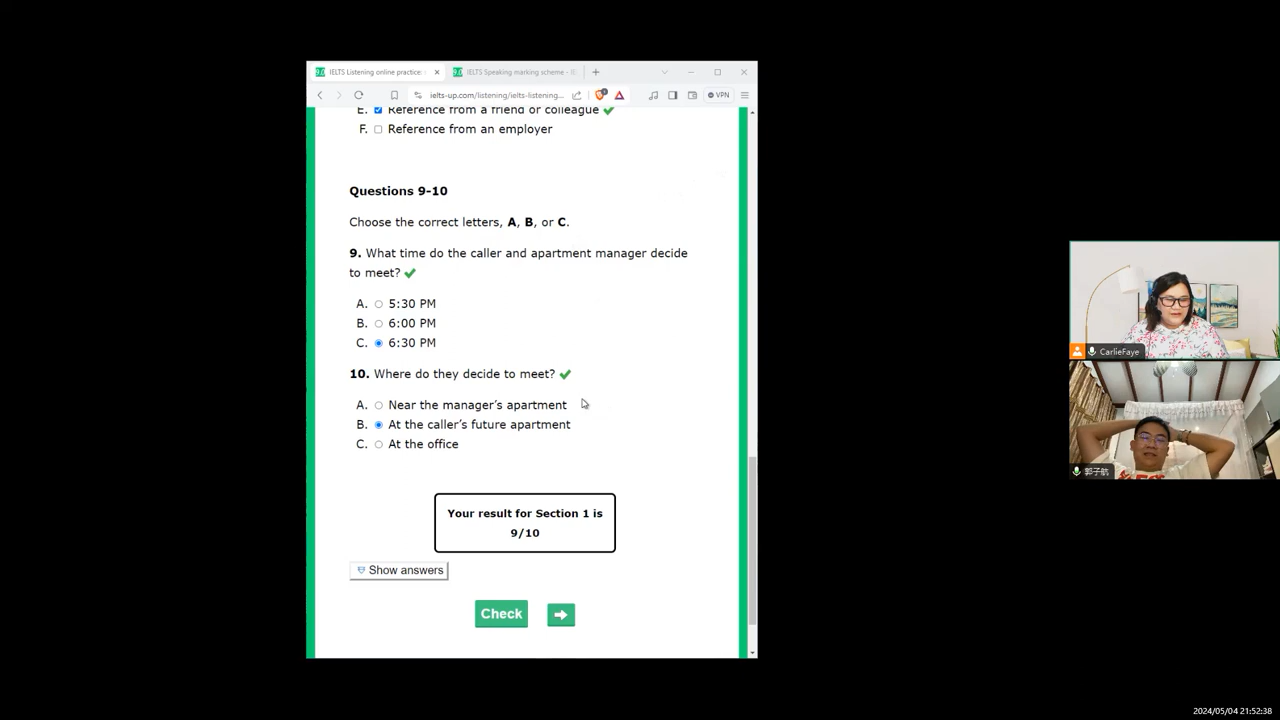 IELTS Listening online practice:
IELTS Speaking marking scheme - IE
ielts-up.com/listening/ielts-listening...
VPN
E. Reference from a friend or colleague
F. Reference from an employer
Questions 9-10
Choose the correct letters, A, B, or C.
9. What time do the caller and apartment manager decide
to meet?
A. 5:30 PM
B. 6:00 PM
C. 6:30 PM
10. Where do they decide to meet?
A. Near the manager's apartment
B. At the caller's future apartment
C. At the office
Your result for Section 1 is
9/10
Show answers
Check
CarlieFaye
郭子航
2024/05/04 21:52:38